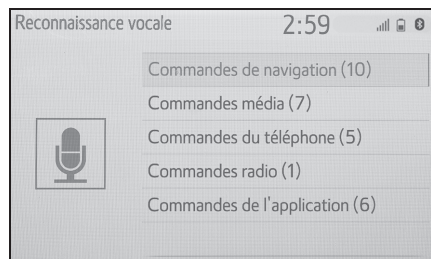 Reconnaissance vocale 2:59
Commandes de navigation (10)
Commandes média (7)
Commandes du téléphone (5)
Commandes radio (1)
Commandes de l'application (6)